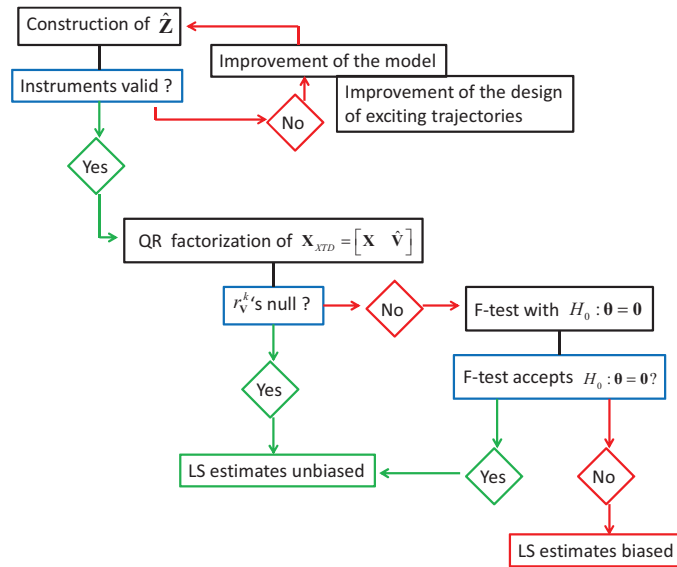 Construction of Ẑ
Improvement of the model
Instruments valid ?
Improvement of the design
of exciting trajectories
No
Yes
QR factorization of X_XTD = [X V̂]
r_V^k's null ?
No
F-test with H_0 : θ = 0
Yes
F-test accepts H_0 : θ = 0?
LS estimates unbiased
Yes
No
LS estimates biased